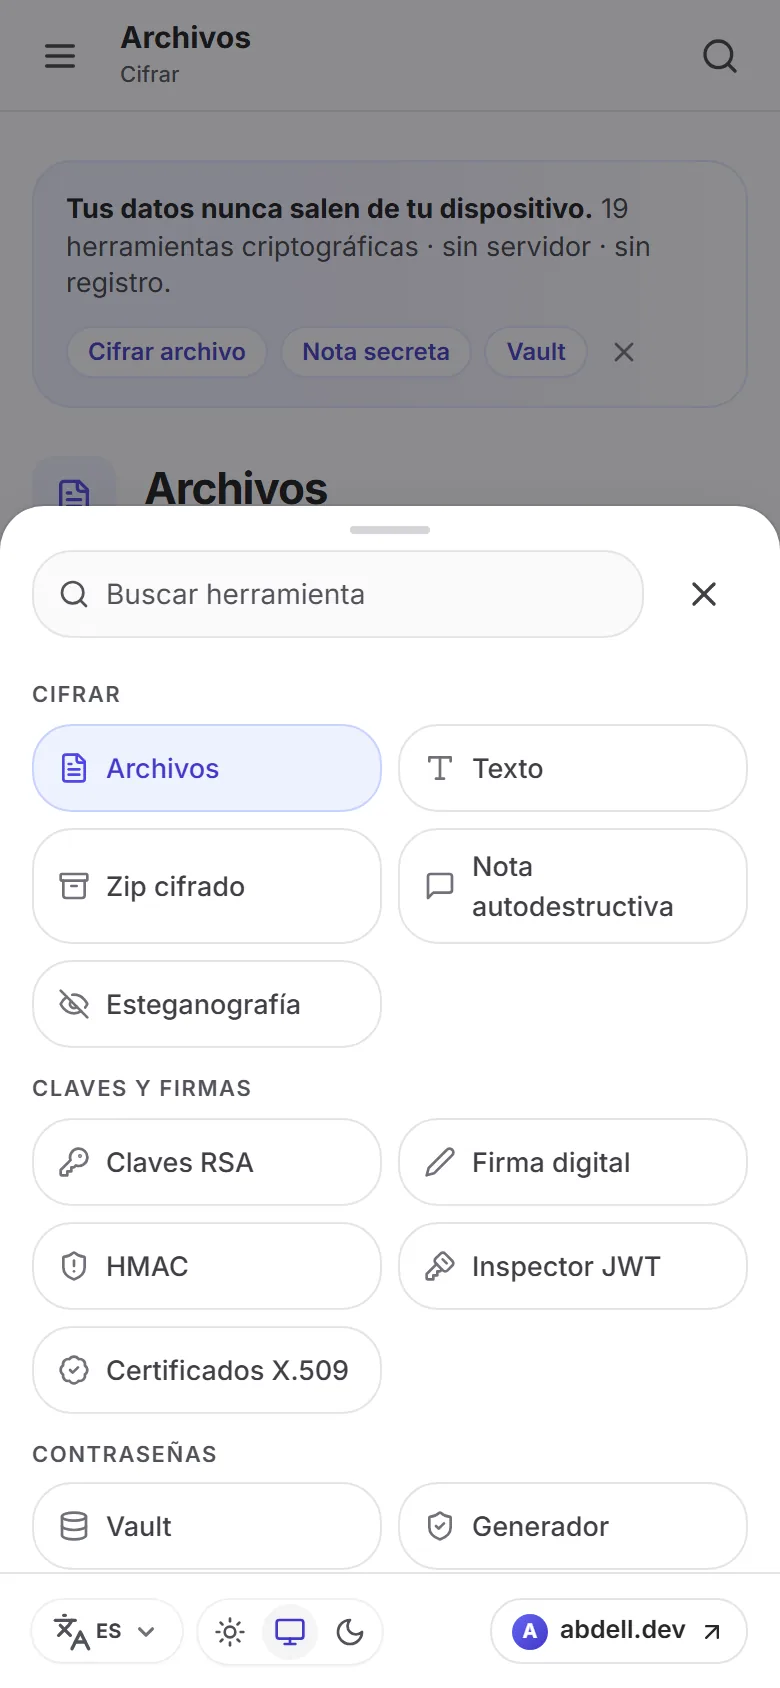 Archivos
Cifrar
Tus datos nunca salen de tu dispositivo. 19
herramientas criptográficas · sin servidor · sin
registro.
Cifrar archivo
Nota secreta
Vault
Archivos
Buscar herramienta
CIFRAR
Archivos
Texto
Zip cifrado
Nota
autodestructiva
Esteganografía
CLAVES Y FIRMAS
Claves RSA
Firma digital
HMAC
Inspector JWT
Certificados X.509
CONTRASEÑAS
Vault
Generador
ES
A abdell.dev